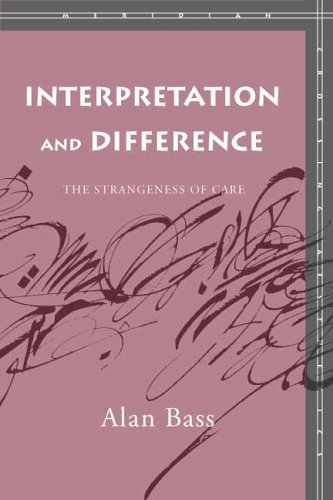 MERIDIAN
CROSSING AESTHETICS
INTERPRETATION
AND DIFFERENCE
THE STRANGENESS OF CARE
Alan Bass